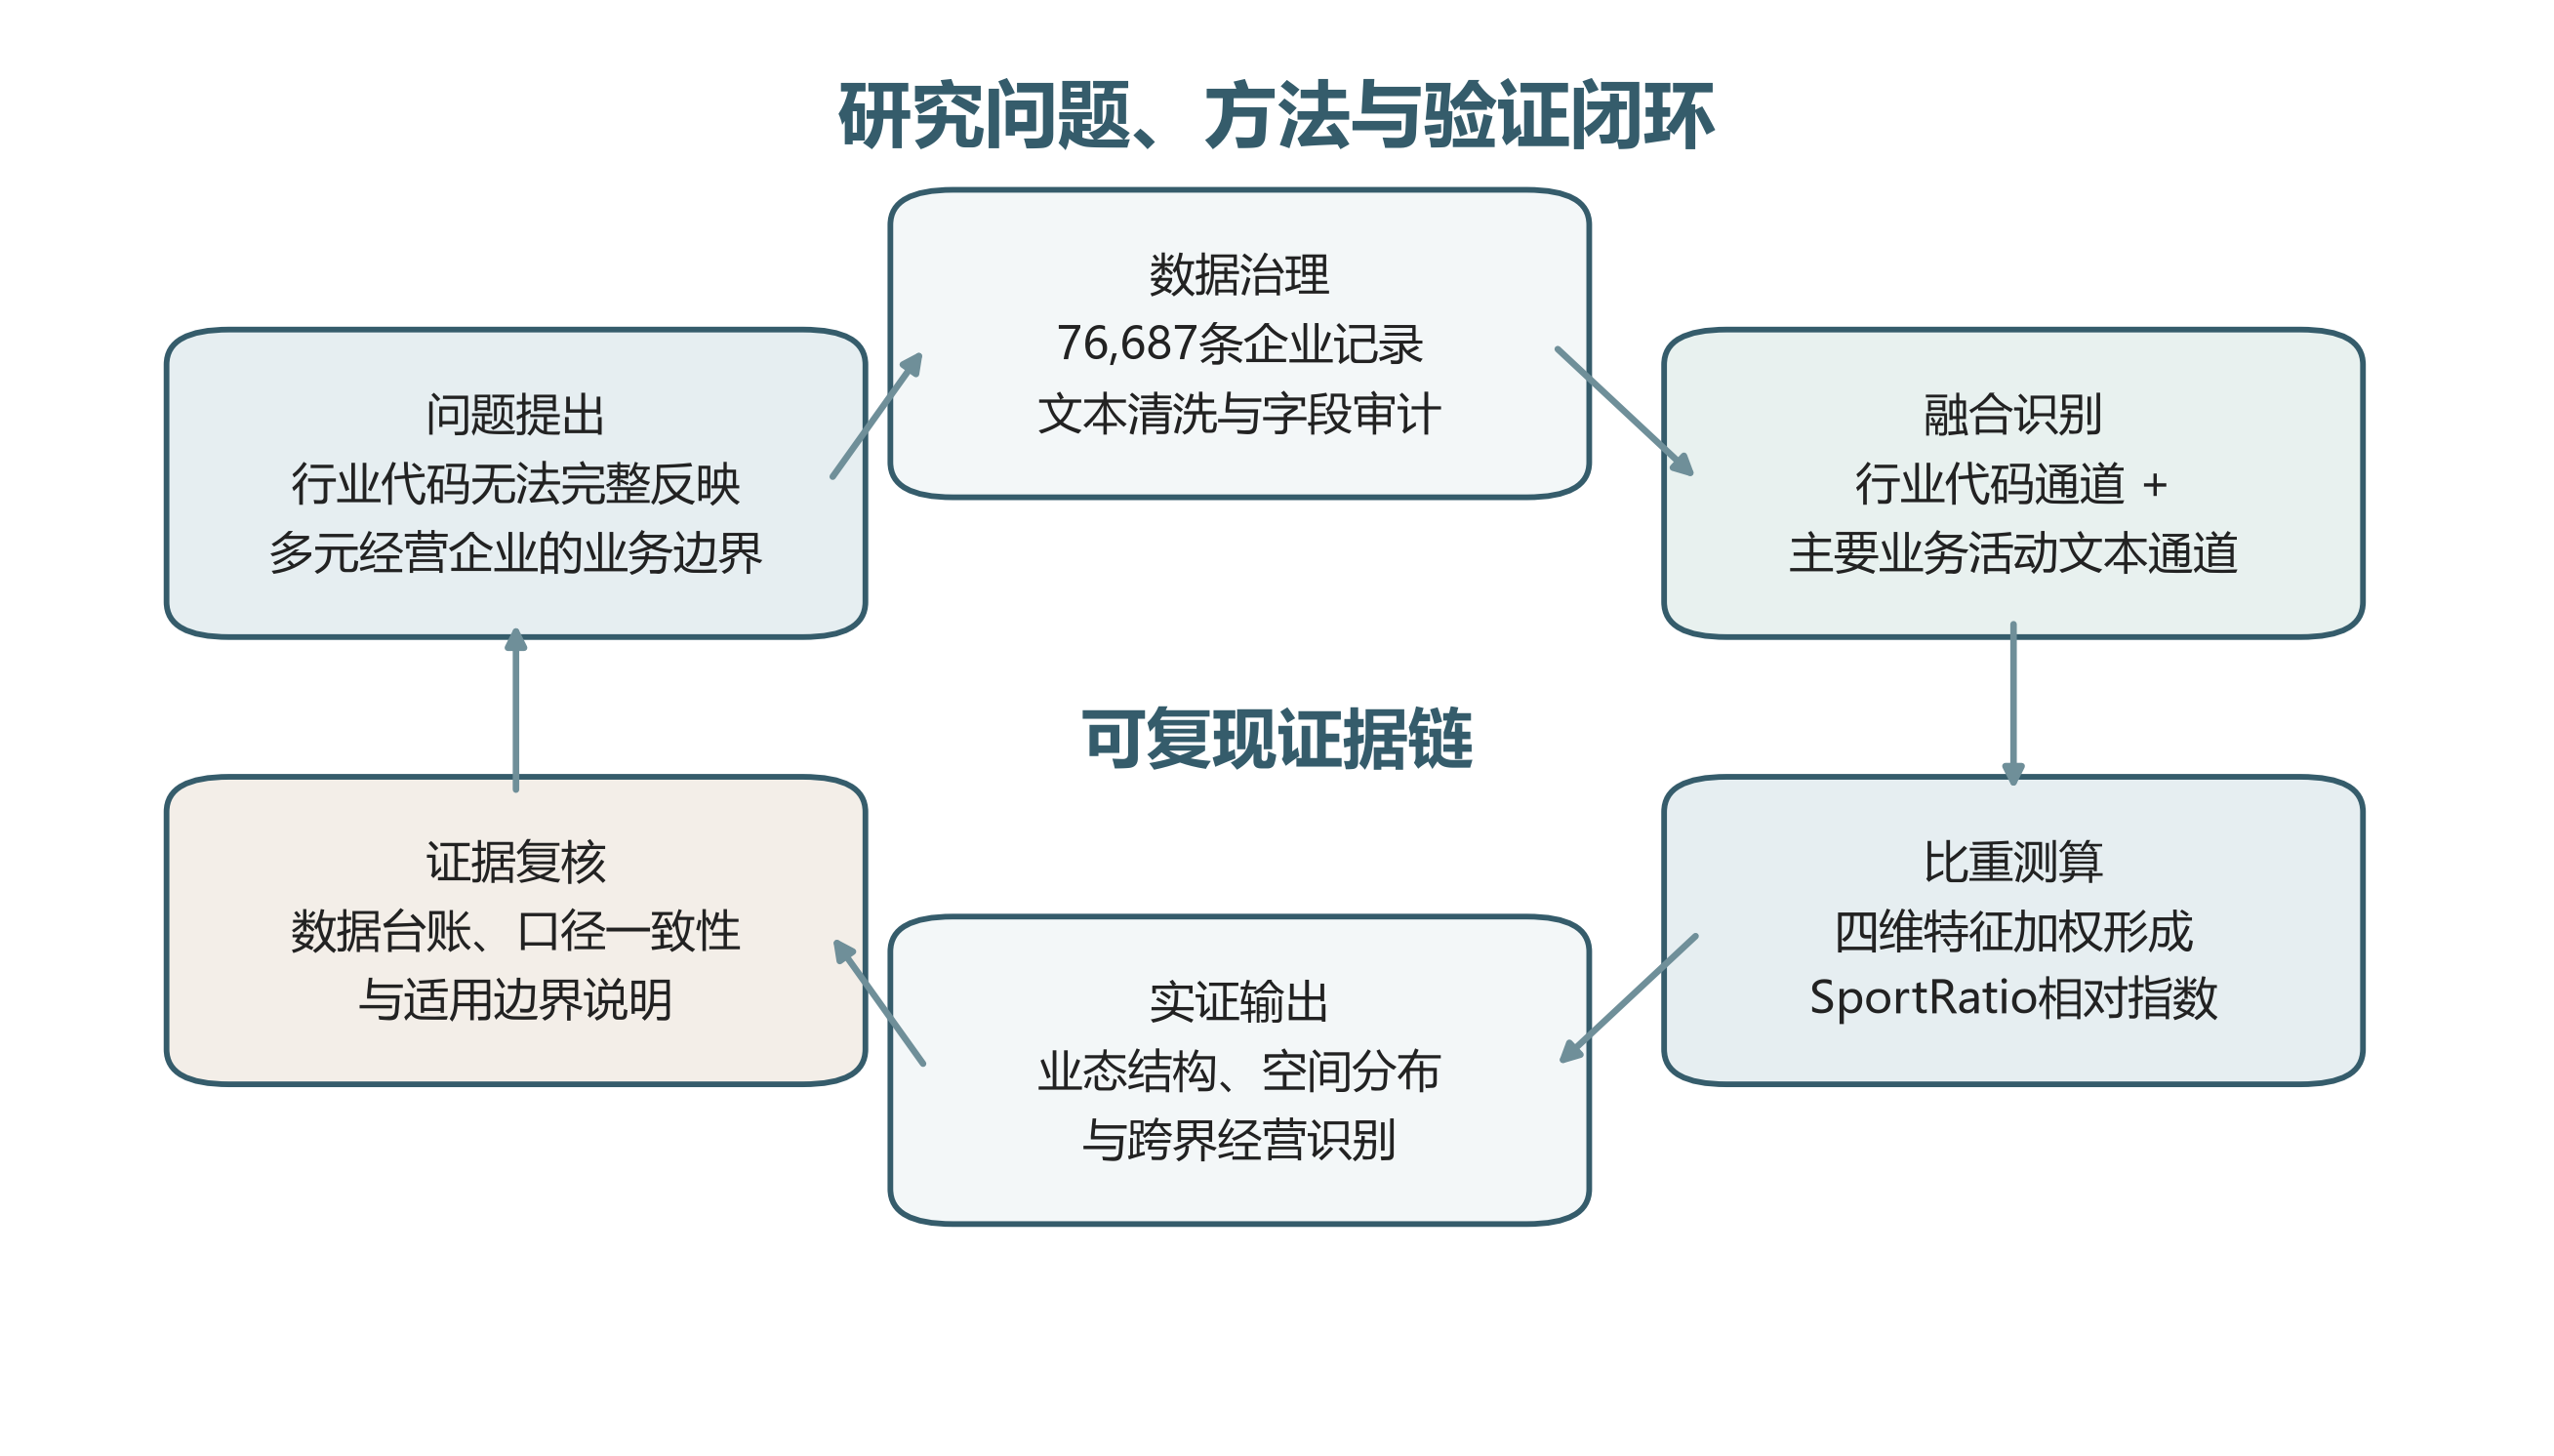 研究问题、方法与验证闭环
数据治理
76,687条企业记录
文本清洗与字段审计
问题提出
行业代码无法完整反映
多元经营企业的业务边界
融合识别
行业代码通道 +
主要业务活动文本通道
可复现证据链
证据复核
数据台账、口径一致性
与适用边界说明
比重测算
四维特征加权形成
SportRatio相对指数
实证输出
业态结构、空间分布
与跨界经营识别